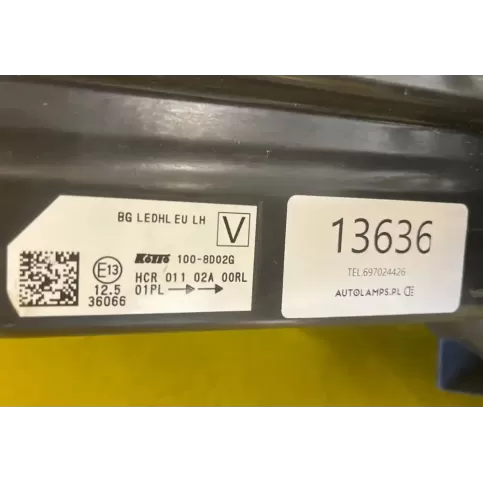 BG LEDHL EU LH
V
KOITO 100-8D02G
E13
HCR 011 02A 00RL
12.5
01PL
36066
13636
TEL.697024426
AUTOLAMPS.PL